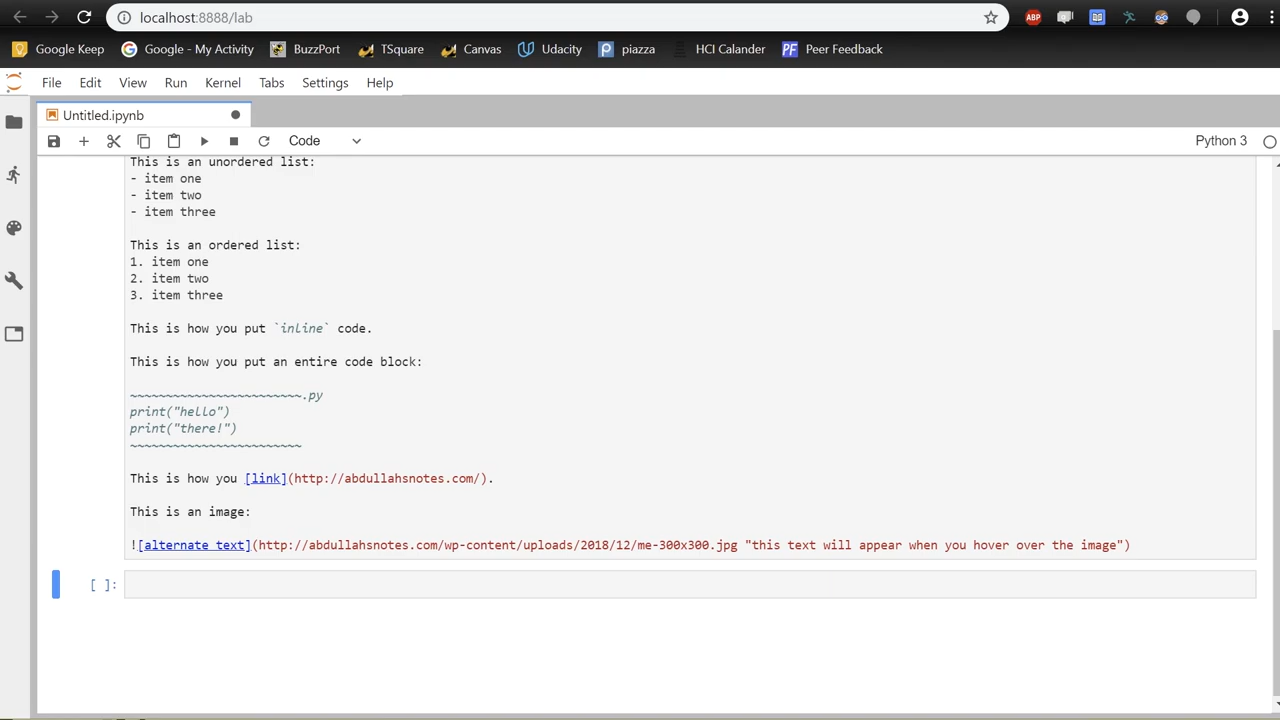 localhost:8888/lab
ABP
Google Keep
Google - My Activity
BuzzPort
TSquare
Canvas
Udacity
piazza
HCI Calander
PF Peer Feedback
File Edit View Run Kernel Tabs Settings Help
Untitled.ipynb
Code
Python 3
This is an unordered list:
- item one
- item two
- item three
This is an ordered list:
1. item one
2. item two
3. item three
This is how you put `inline` code.
This is how you put an entire code block:
~~~~~~~~~~~~~~~~~~~~~~~~.py
print("hello")
print("there!")
~~~~~~~~~~~~~~~~~~~~~~~~
This is how you [link](http://abdullahsnotes.com/).
This is an image:
![alternate text](http://abdullahsnotes.com/wp-content/uploads/2018/12/me-300x300.jpg "this text will appear when you hover over the image")
[ ]: